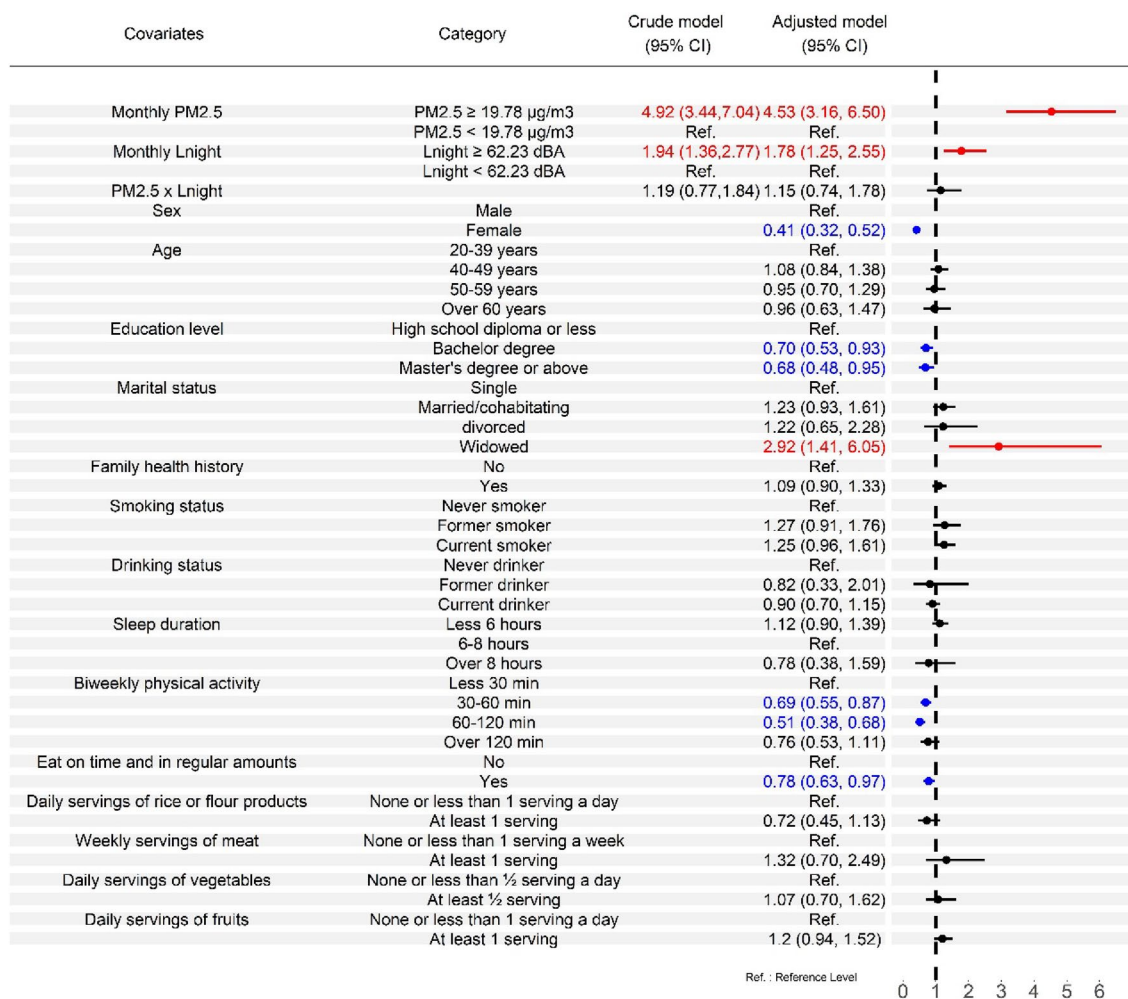 Covariates Category Crude model (95% CI) Adjusted model (95% CI)
Monthly PM2.5 PM2.5 ≥ 19.78 μg/m3 4.92 (3.44,7.04) 4.53 (3.16, 6.50)
PM2.5 < 19.78 μg/m3 Ref. Ref.
Monthly Lnight Lnight ≥ 62.23 dBA 1.94 (1.36,2.77) 1.78 (1.25, 2.55)
Lnight < 62.23 dBA Ref. Ref.
PM2.5 x Lnight 1.19 (0.77,1.84) 1.15 (0.74, 1.78)
Sex Male Ref.
Female 0.41 (0.32, 0.52)
Age 20-39 years Ref.
40-49 years 1.08 (0.84, 1.38)
50-59 years 0.95 (0.70, 1.29)
Over 60 years 0.96 (0.63, 1.47)
Education level High school diploma or less Ref.
Bachelor degree 0.70 (0.53, 0.93)
Master's degree or above 0.68 (0.48, 0.95)
Marital status Single Ref.
Married/cohabitating 1.23 (0.93, 1.61)
divorced 1.22 (0.65, 2.28)
Widowed 2.92 (1.41, 6.05)
Family health history No Ref.
Yes 1.09 (0.90, 1.33)
Smoking status Never smoker Ref.
Former smoker 1.27 (0.91, 1.76)
Current smoker 1.25 (0.96, 1.61)
Drinking status Never drinker Ref.
Former drinker 0.82 (0.33, 2.01)
Current drinker 0.90 (0.70, 1.15)
Sleep duration Less 6 hours 1.12 (0.90, 1.39)
6-8 hours Ref.
Over 8 hours 0.78 (0.38, 1.59)
Biweekly physical activity Less 30 min Ref.
30-60 min 0.69 (0.55, 0.87)
60-120 min 0.51 (0.38, 0.68)
Over 120 min 0.76 (0.53, 1.11)
Eat on time and in regular amounts No Ref.
Yes 0.78 (0.63, 0.97)
Daily servings of rice or flour products None or less than 1 serving a day Ref.
At least 1 serving 0.72 (0.45, 1.13)
Weekly servings of meat None or less than 1 serving a week Ref.
At least 1 serving 1.32 (0.70, 2.49)
Daily servings of vegetables None or less than ½ serving a day Ref.
At least ½ serving 1.07 (0.70, 1.62)
Daily servings of fruits None or less than 1 serving a day Ref.
At least 1 serving 1.2 (0.94, 1.52)
Ref. : Reference Level
0 1 2 3 4 5 6